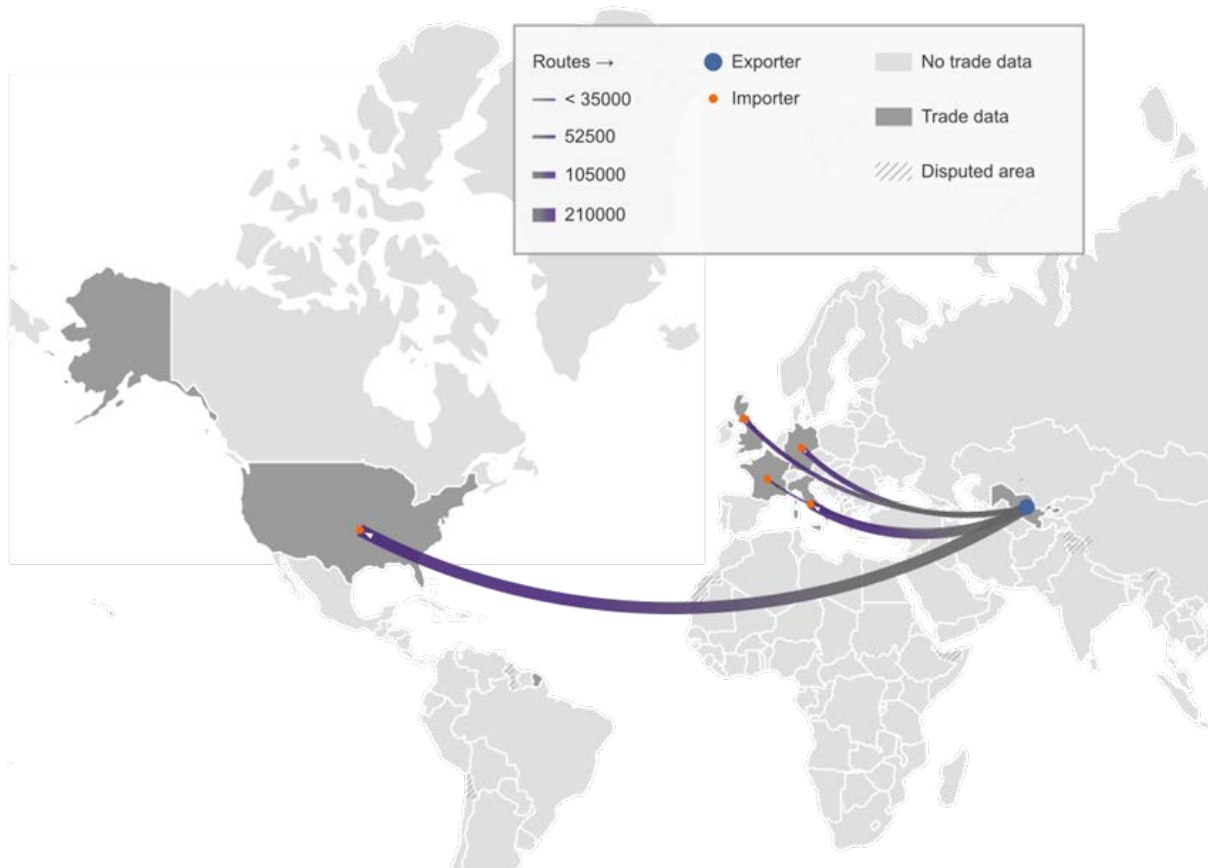 Routes →
< 35000
52500
105000
210000
Exporter
Importer
No trade data
Trade data
Disputed area